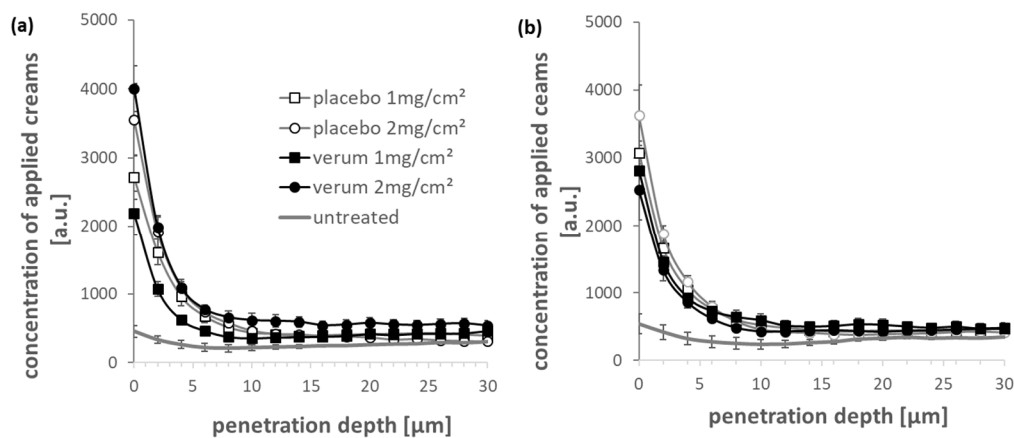 (a)
concentration of applied creams
[a.u.]
5000
4000
3000
2000
1000
0
placebo 1mg/cm²
placebo 2mg/cm²
verum 1mg/cm²
verum 2mg/cm²
untreated
0 5 10 15 20 25 30
penetration depth [µm]
(b)
concentration of applied ceams
[a.u.]
5000
4000
3000
2000
1000
0
0 5 10 15 20 25 30
penetration depth [µm]